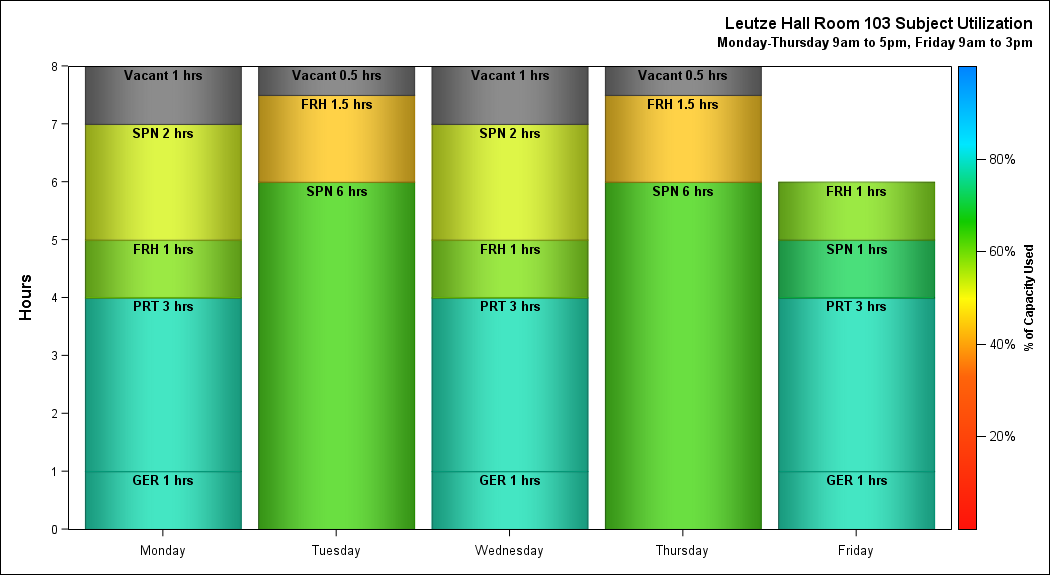 Leutze Hall Room 103 Subject Utilization
Monday-Thursday 9am to 5pm, Friday 9am to 3pm
Hours
8
7
6
5
4
3
2
1
0
Vacant 1 hrs
SPN 2 hrs
FRH 1 hrs
PRT 3 hrs
GER 1 hrs
Vacant 0.5 hrs
FRH 1.5 hrs
SPN 6 hrs
Vacant 1 hrs
SPN 2 hrs
FRH 1 hrs
PRT 3 hrs
GER 1 hrs
Vacant 0.5 hrs
FRH 1.5 hrs
SPN 6 hrs
FRH 1 hrs
SPN 1 hrs
PRT 3 hrs
GER 1 hrs
Monday
Tuesday
Wednesday
Thursday
Friday
80%
60%
40%
20%
% of Capacity Used